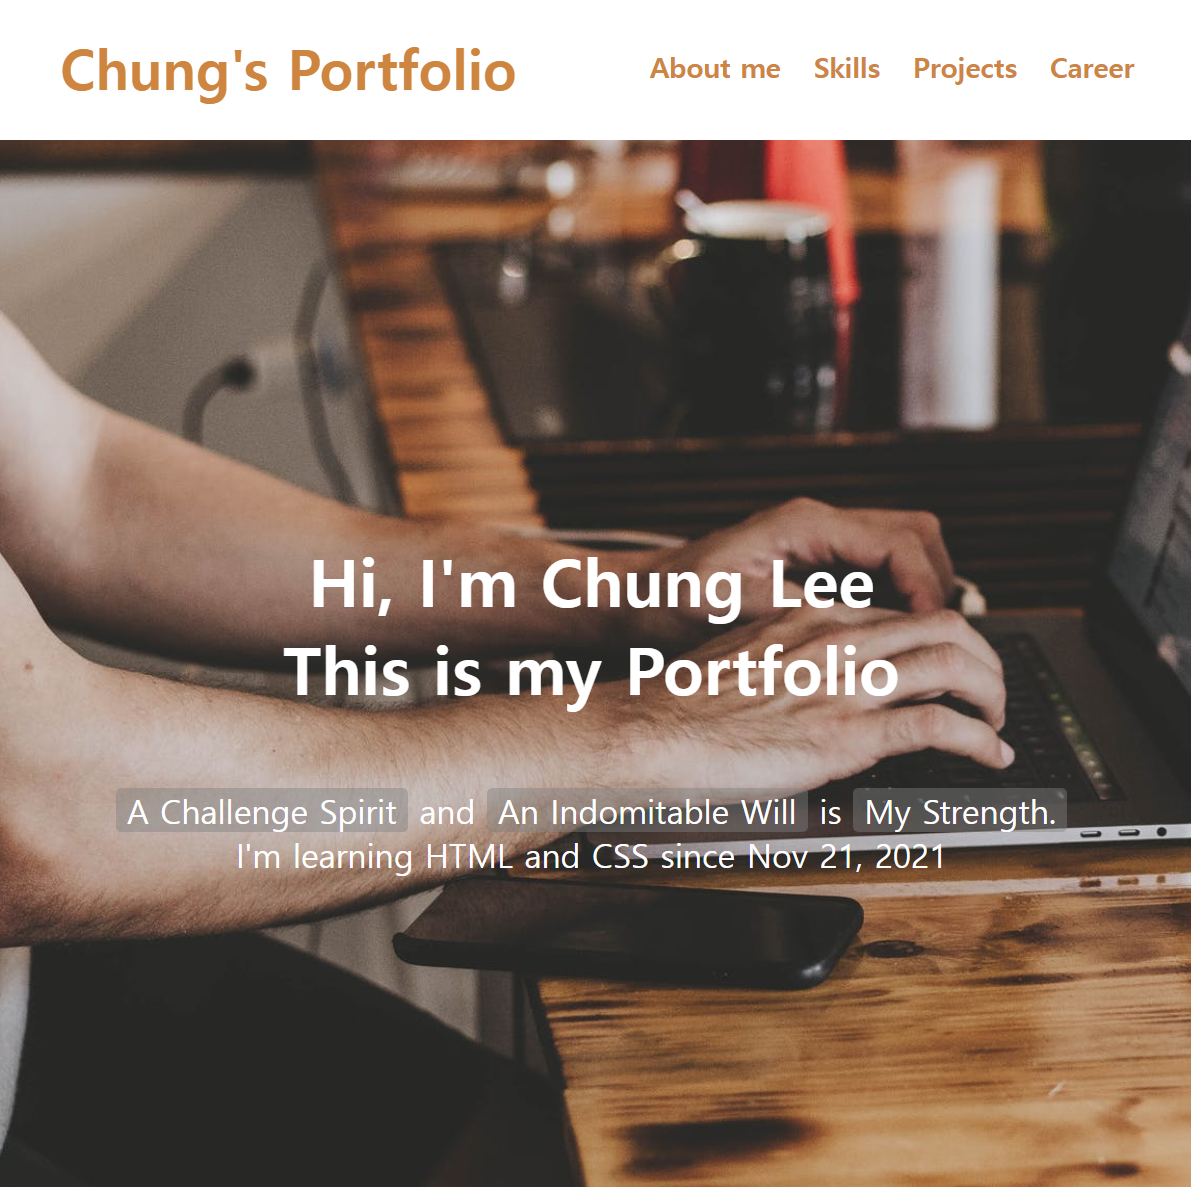 Chung's Portfolio
About me Skills Projects Career
Hi, I'm Chung Lee
This is my Portfolio
A Challenge Spirit and An Indomitable Will is My Strength.
I'm learning HTML and CSS since Nov 21, 2021